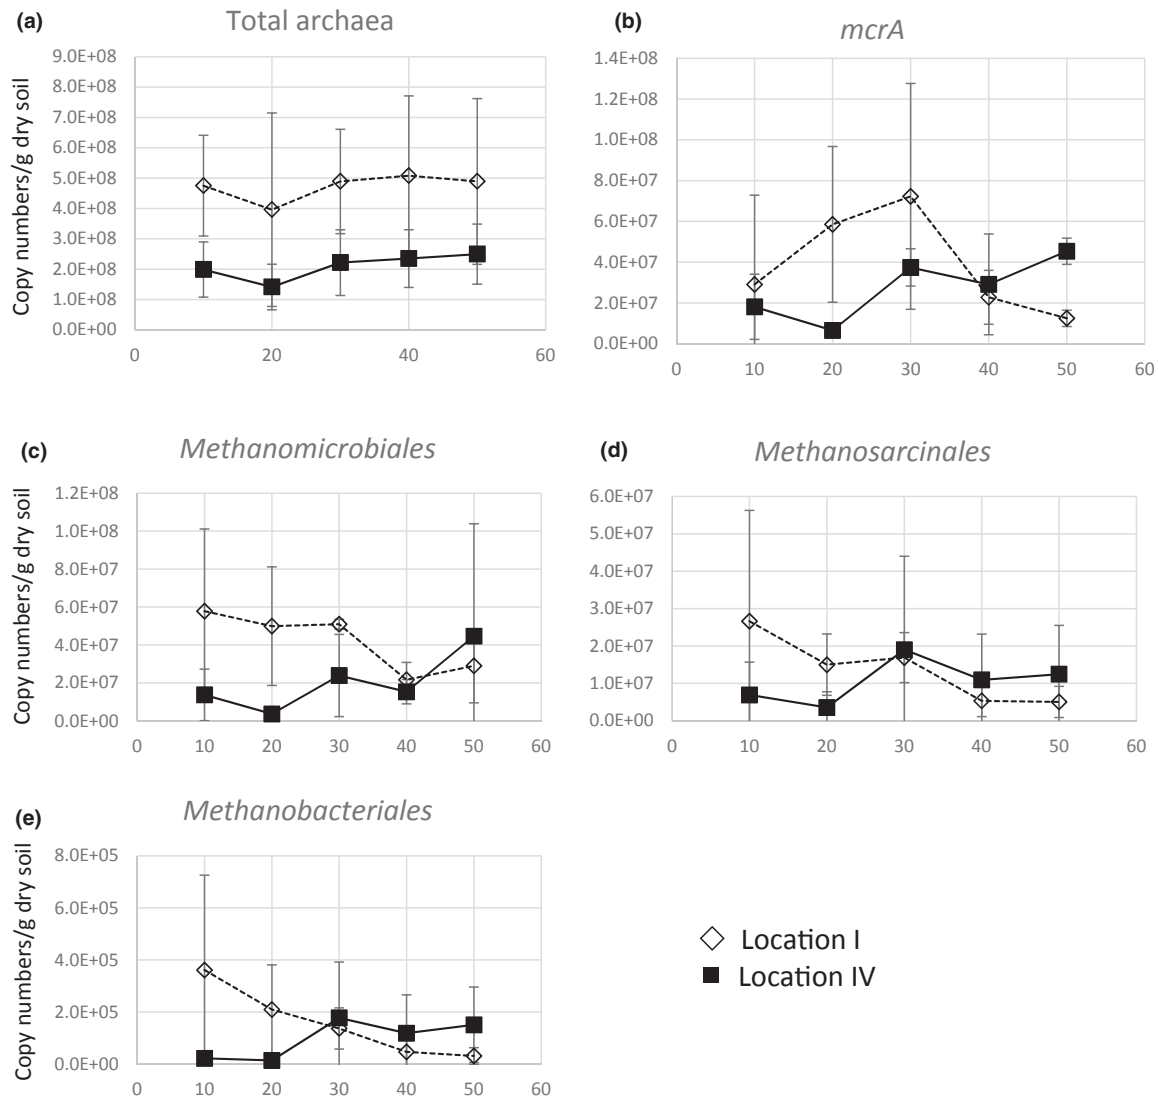 (a)
Total archaea
Copy numbers/g dry soil
9.0E+08
8.0E+08
7.0E+08
6.0E+08
5.0E+08
4.0E+08
3.0E+08
2.0E+08
1.0E+08
0.0E+00
0 20 40 60
(b)
mcrA
1.4E+08
1.2E+08
1.0E+08
8.0E+07
6.0E+07
4.0E+07
2.0E+07
0.0E+00
0 10 20 30 40 50 60
(c)
Methanomicrobiales
Copy numbers/g dry soil
1.2E+08
1.0E+08
8.0E+07
6.0E+07
4.0E+07
2.0E+07
0.0E+00
0 10 20 30 40 50 60
(d)
Methanosarcinales
6.0E+07
5.0E+07
4.0E+07
3.0E+07
2.0E+07
1.0E+07
0.0E+00
0 10 20 30 40 50 60
(e)
Methanobacteriales
Copy numbers/g dry soil
8.0E+05
6.0E+05
4.0E+05
2.0E+05
0.0E+00
0 10 20 30 40 50 60
Location I
Location IV